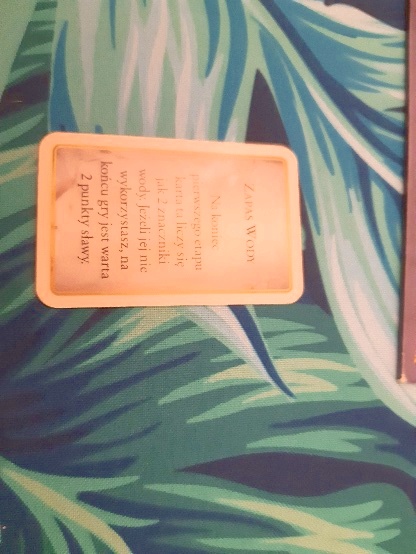 ZAPAS WODY
Na koniec
pierwszego etapu
karta ta liczy się
jak 2 znaczniki
wody. Jeżeli jej nie
wykorzystasz, na
końcu gry jest warta
2 punkty sławy.